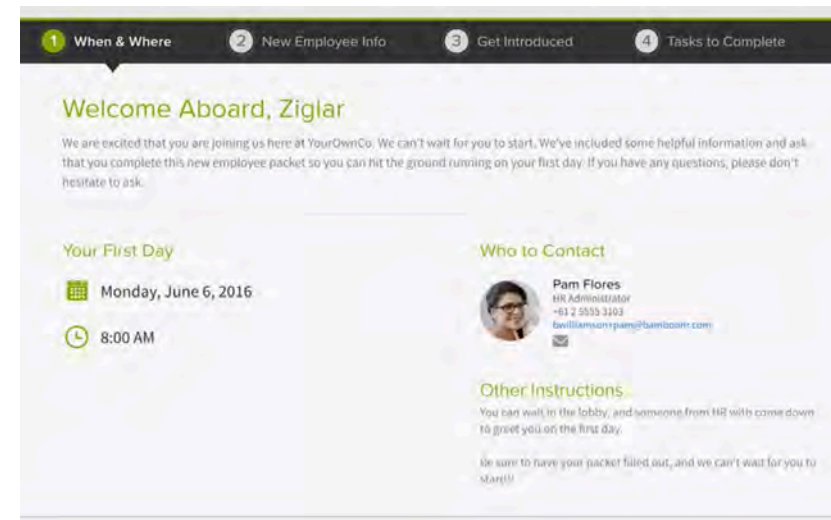 1 When & Where
2 New Employee Info
3 Get Introduced
4 Tasks to Complete
Welcome Aboard, Ziglar
We are excited that you are joining us here at YourOwnCo. We can't wait for you to start. We've included some helpful information and ask
that you complete this new employee packet so you can hit the ground running on your first day. If you have any questions, please don't
hesitate to ask.
Your First Day
Monday, June 6, 2016
8:00 AM
Who to Contact
Pam Flores
HR Administrator
+61 2 5555 3103
bwilliamson+pam@bamboohr.com
Other Instructions
You can wait in the lobby, and someone from HR with come down
to greet you on the first day.
Be sure to have your packet filled out, and we can't wait for you to
start!!!